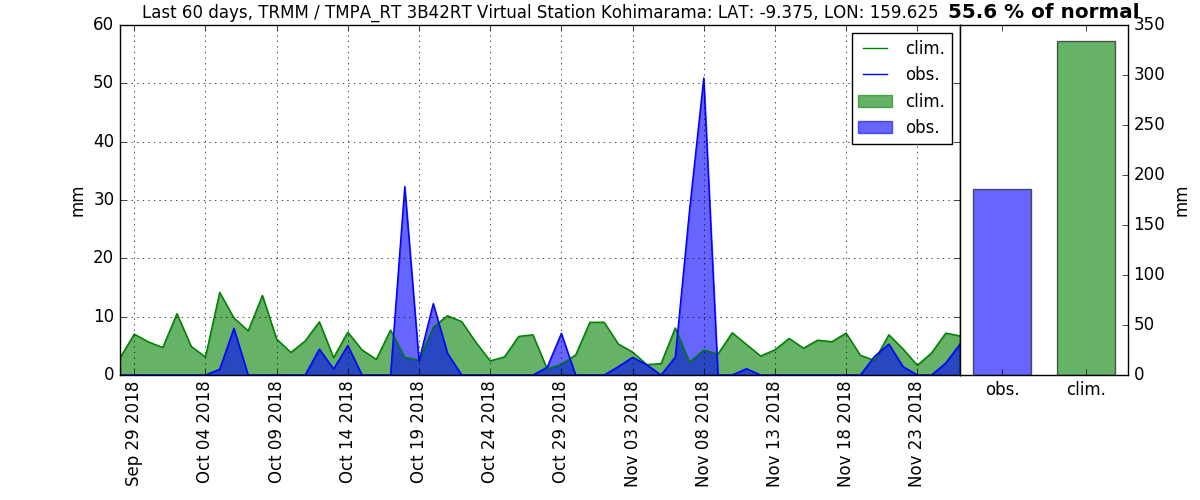 Last 60 days, TRMM / TMPA_RT 3B42RT Virtual Station Kohimarama: LAT: -9.375, LON: 159.625
55.6 % of normal
mm
60
50
40
30
20
10
0
Sep 29 2018
Oct 04 2018
Oct 09 2018
Oct 14 2018
Oct 19 2018
Oct 24 2018
Oct 29 2018
Nov 03 2018
Nov 08 2018
Nov 13 2018
Nov 18 2018
Nov 23 2018
clim.
obs.
clim.
obs.
350
300
250
200
150
100
50
0
mm
obs.
clim.